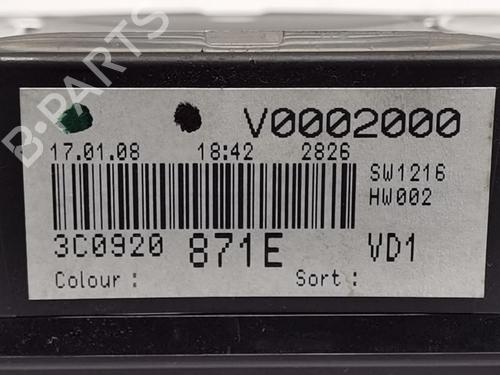 V0002000
17.01.08 18:42 2826
SW1216
HW002
3C0920 871E VD1
Colour : Sort :
B-PARTS